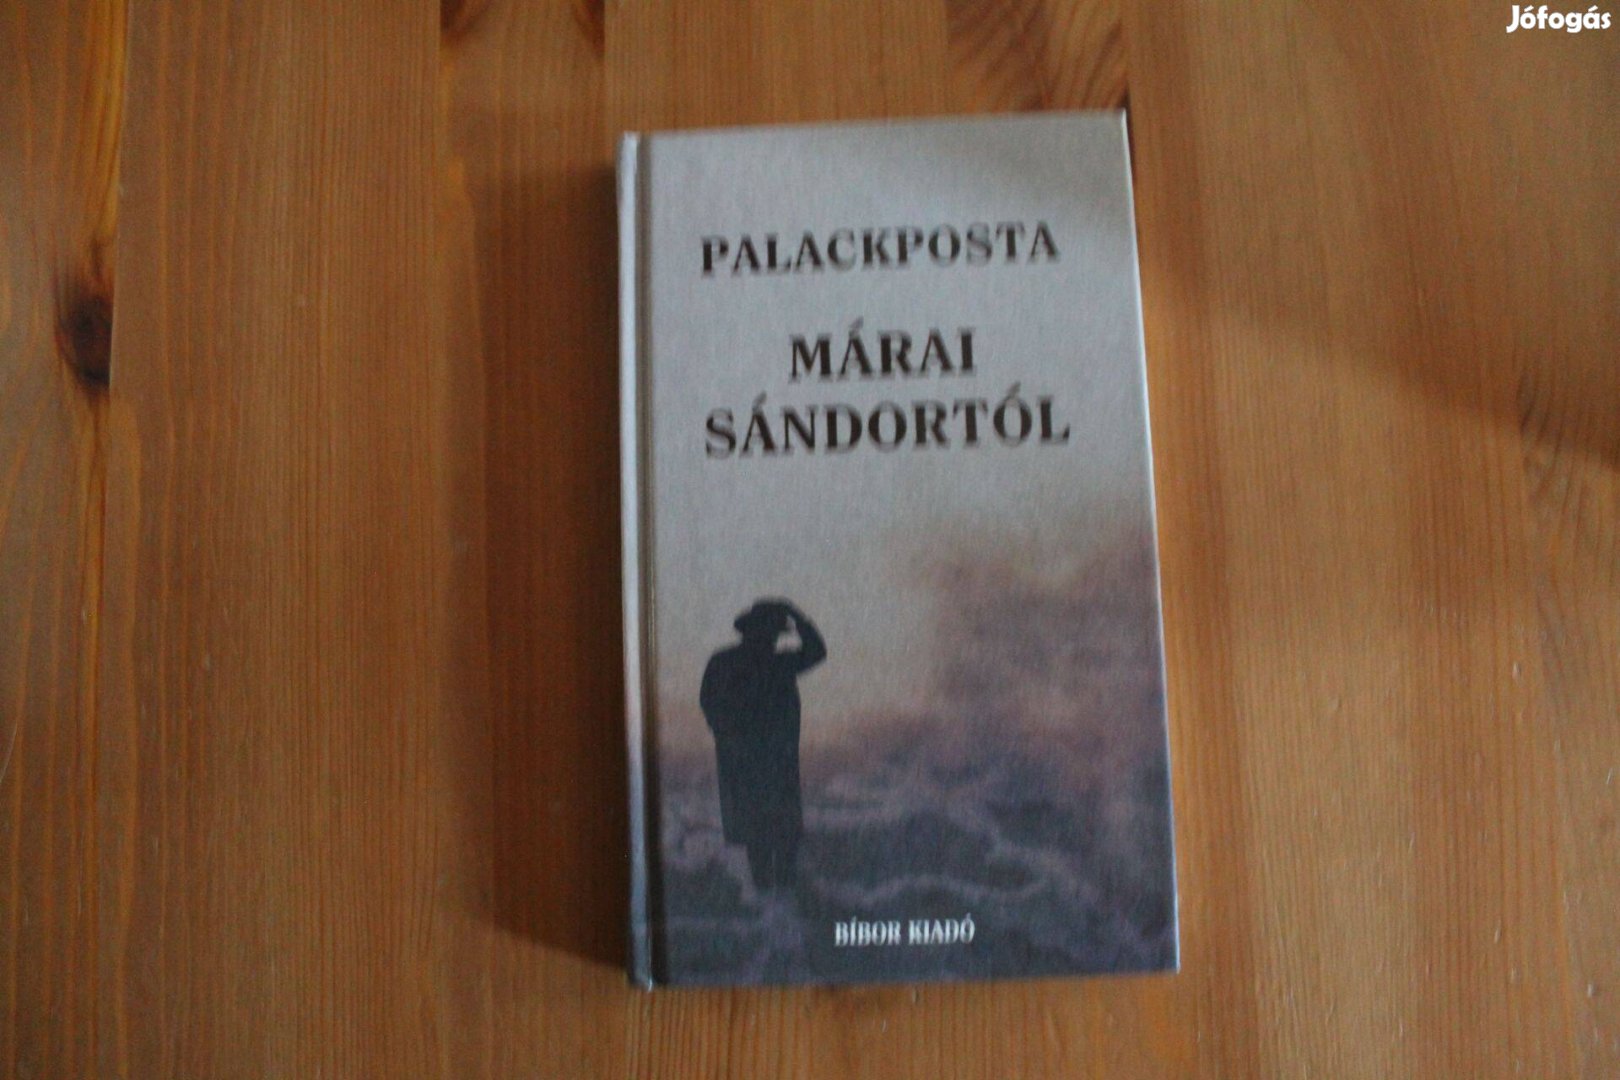 Jófogás
PALACKPOSTA
MÁRAI
SÁNDORTÓL
BÍBOR KIADÓ